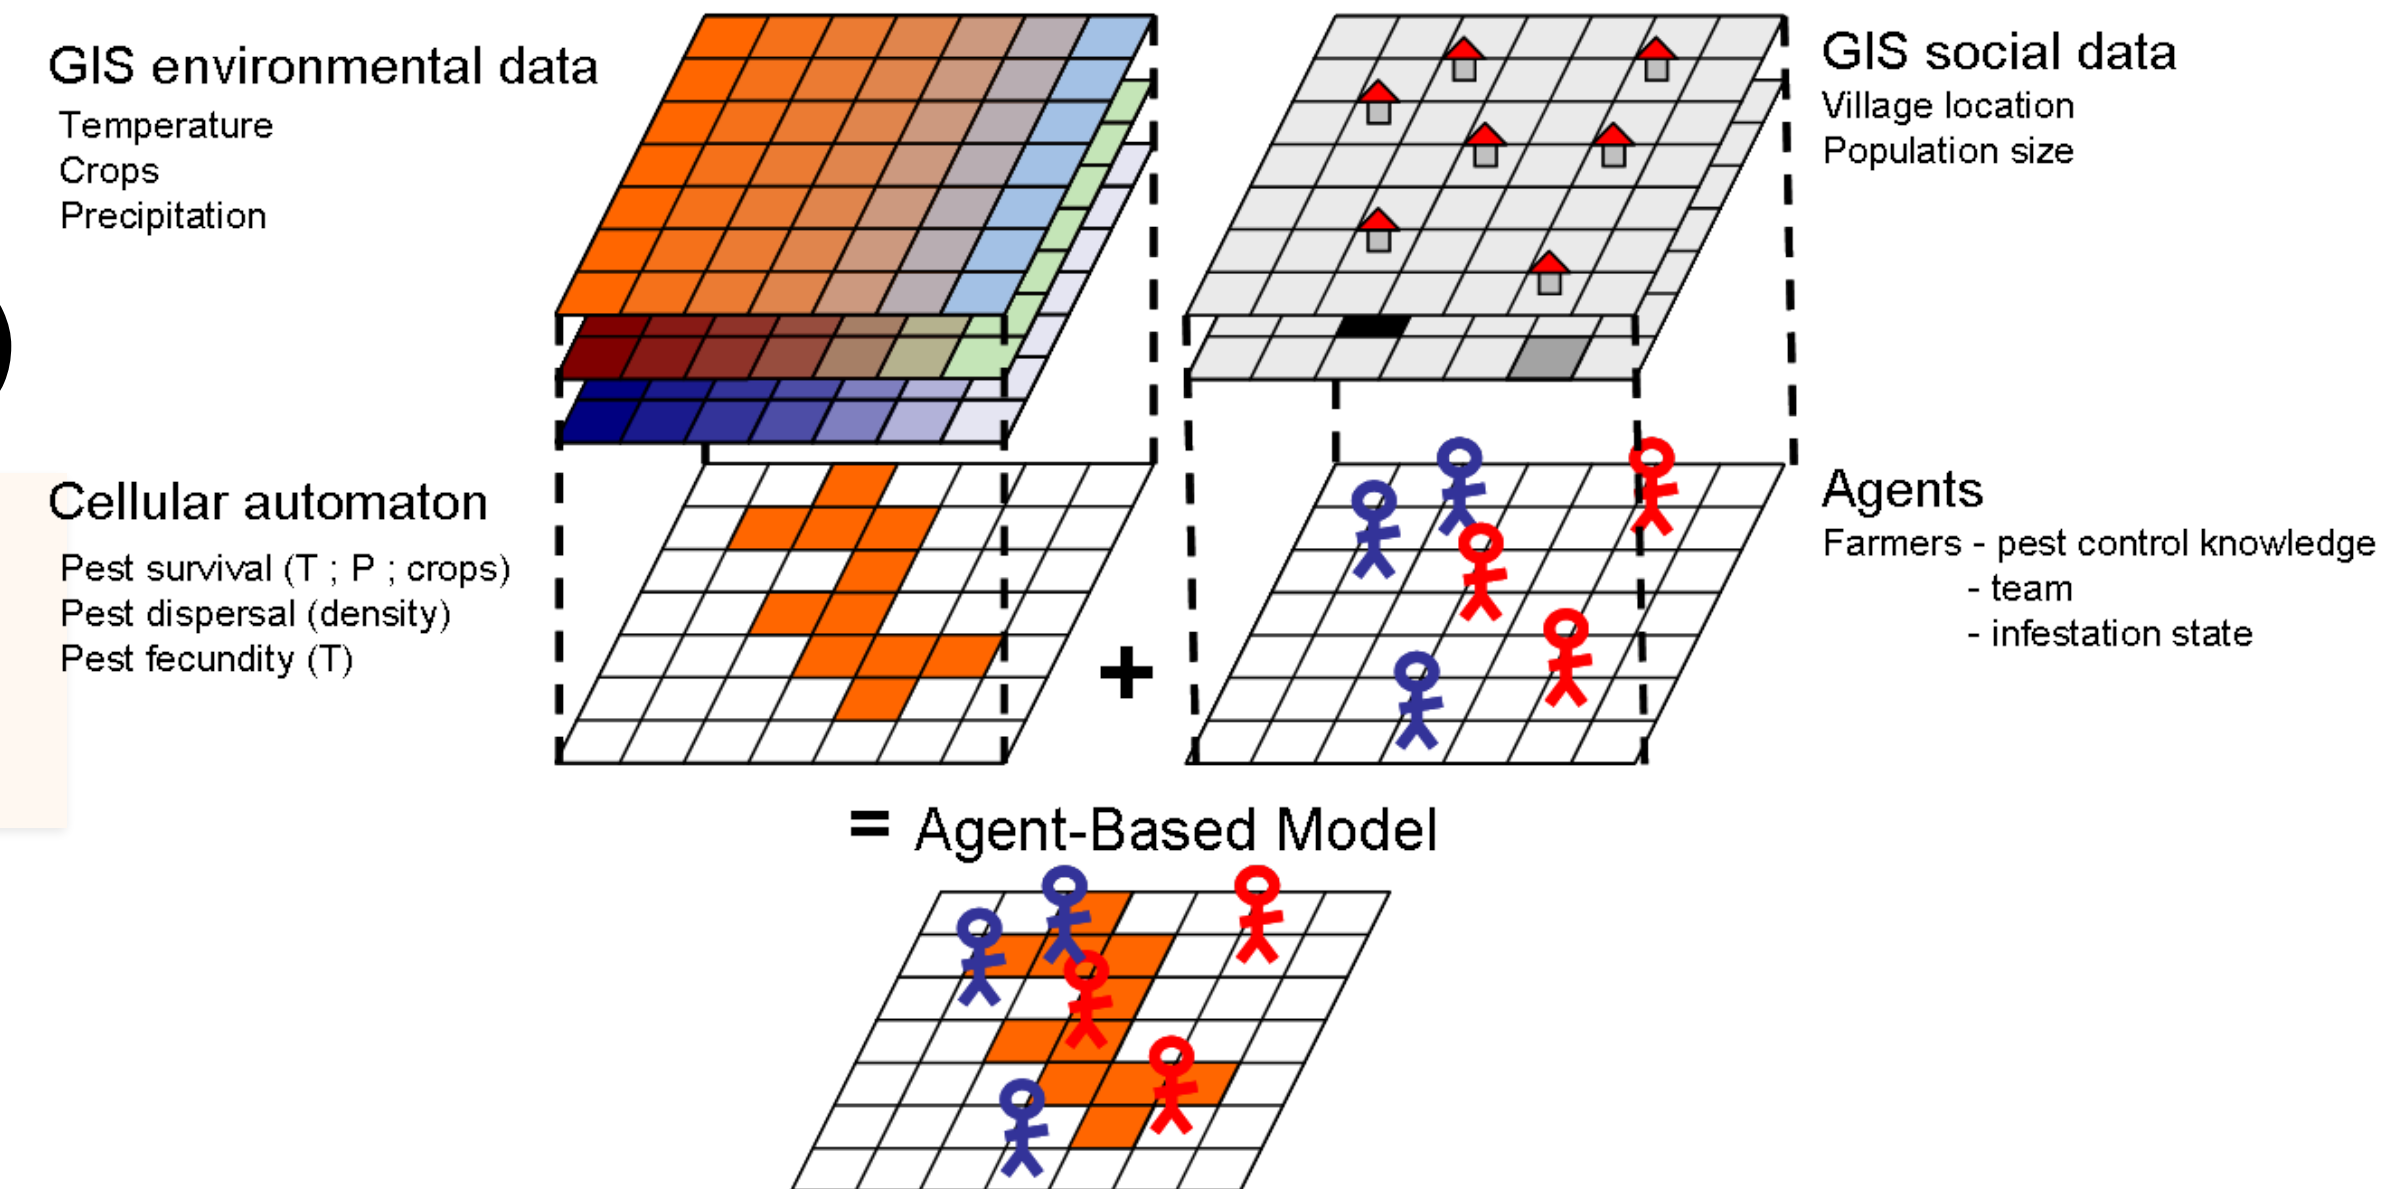 GIS environmental data
Temperature
Crops
Precipitation
GIS social data
Village location
Population size
Cellular automaton
Pest survival (T ; P ; crops)
Pest dispersal (density)
Pest fecundity (T)
+
Agents
Farmers - pest control knowledge
- team
- infestation state
= Agent-Based Model